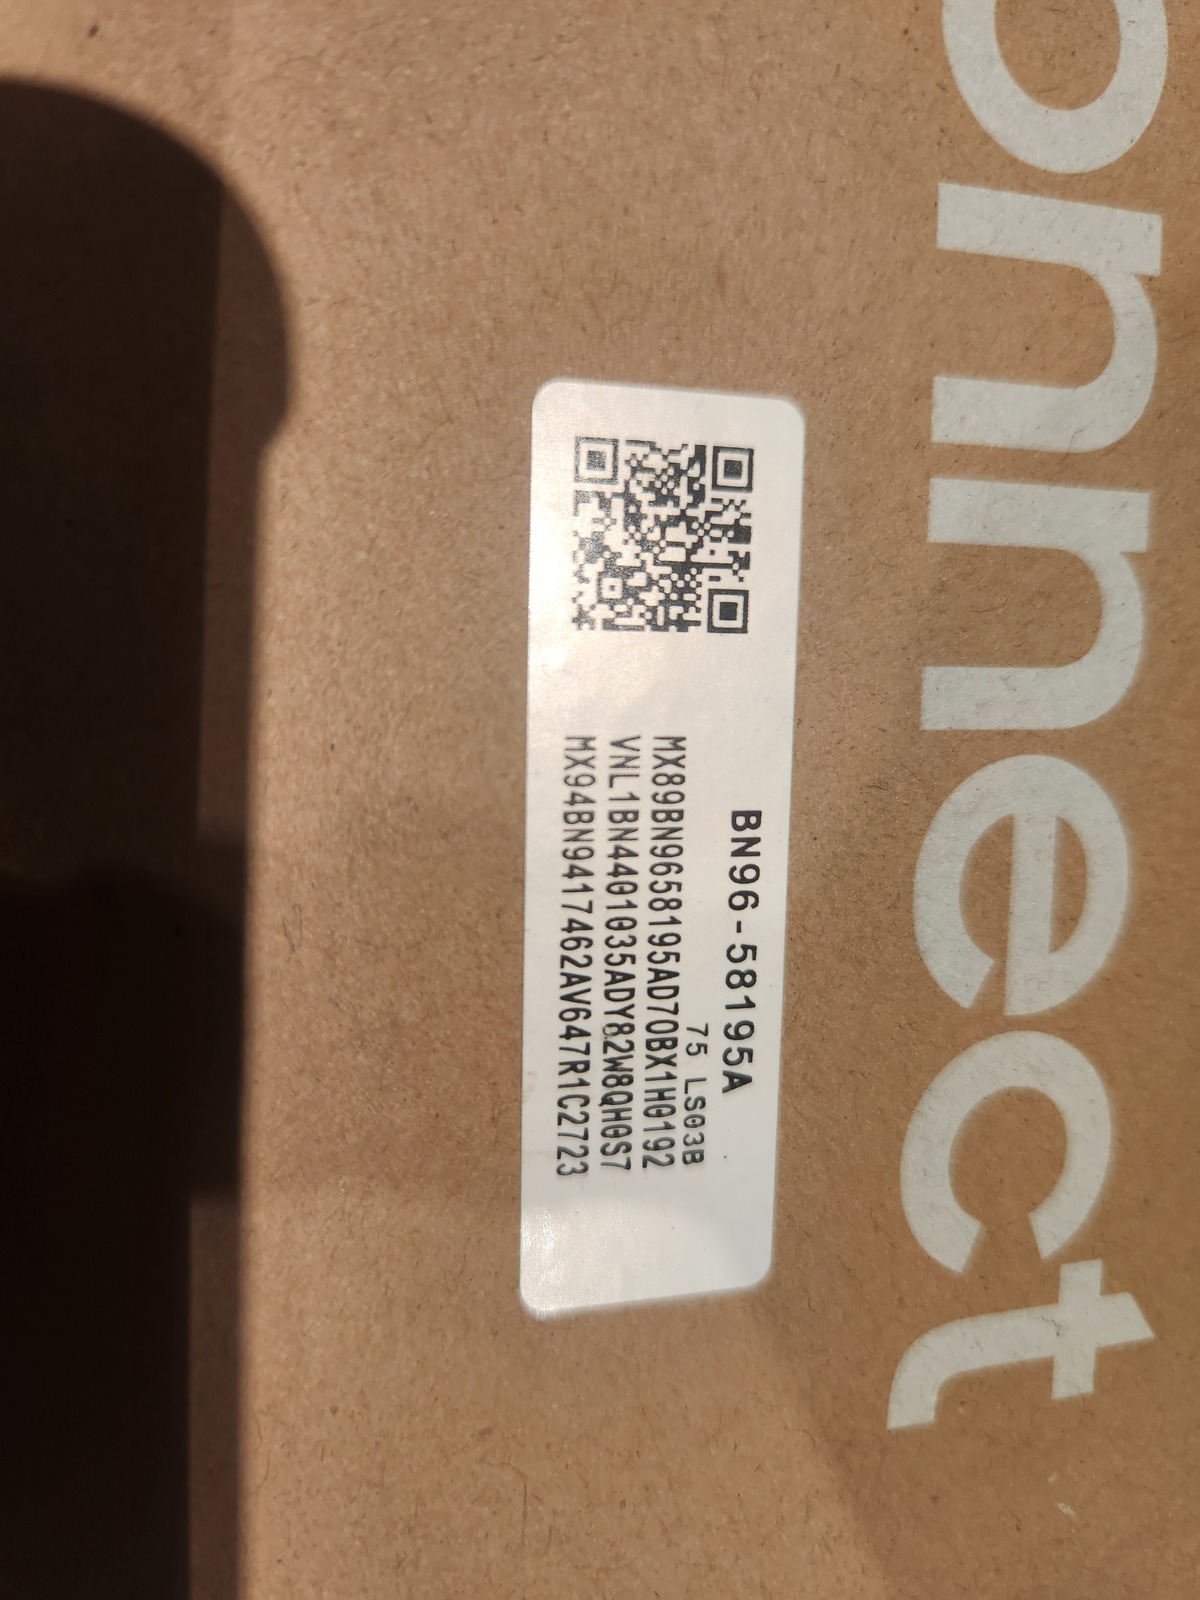 onnect
BN96-58195A
75 LS03B
MX89BN9658195AD70BX1H0192
VNL1BN4401035ADY82W8QH0S7
MX94BN9417462AV647R1C2723